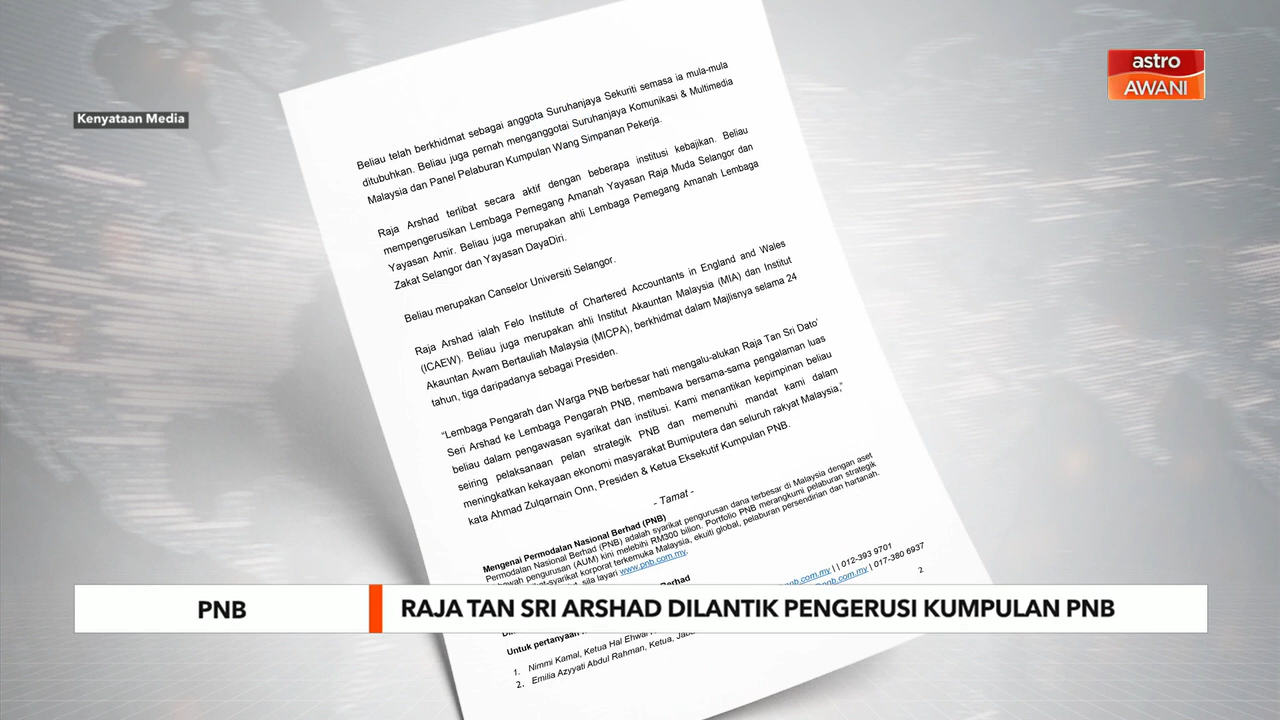 astro
AWANI
Kenyataan Media
Beliau telah berkhidmat sebagai anggota Suruhanjaya Sekuriti semasa ia mula-mula
ditubuhkan. Beliau juga pernah menganggotai Suruhanjaya Komunikasi & Multimedia
Malaysia dan Panel Pelaburan Kumpulan Wang Simpanan Pekerja.
Raja Arshad terlibat secara aktif dengan beberapa institusi kebajikan. Beliau
mempengerusikan Lembaga Pemegang Amanah Yayasan Raja Muda Selangor dan
Yayasan Amir. Beliau juga merupakan ahli Lembaga Pemegang Amanah Lembaga
Zakat Selangor dan Yayasan DayaDiri.
Beliau merupakan Canselor Universiti Selangor.
Raja Arshad ialah Felo Institute of Chartered Accountants in England and Wales
(ICAEW). Beliau juga merupakan ahli Institut Akauntan Malaysia (MIA) dan Institut
Akauntan Awam Bertauliah Malaysia (MICPA), berkhidmat dalam Majlisnya selama 24
tahun, tiga daripadanya sebagai Presiden.
“Lembaga Pengarah dan Warga PNB berbesar hati mengalu-alukan Raja Tan Sri Dato’
Seri Arshad ke Lembaga Pengarah PNB, membawa bersama-sama pengalaman luas
beliau dalam pengawasan syarikat dan institusi. Kami menantikan kepimpinan beliau
seiring pelaksanaan pelan strategik PNB dan memenuhi mandat kami dalam
meningkatkan kekayaan ekonomi masyarakat Bumiputera dan seluruh rakyat Malaysia,”
kata Ahmad Zulqarnain Onn, Presiden & Ketua Eksekutif Kumpulan PNB.
- Tamat -
Mengenai Permodalan Nasional Berhad (PNB)
Permodalan Nasional Berhad (PNB) adalah syarikat pengurusan dana terbesar di Malaysia dengan aset
bawah pengurusan (AUM) kini melebihi RM300 bilion. Portfolio PNB merangkumi pelaburan strategik
syarikat korporat terkemuka Malaysia, ekuiti global, pelaburan persendirian dan hartanah.
sila layari www.pnb.com.my.
Berhad
pnb.com.my | | 012-393 9701
pnb.com.my | 017-380 6937
2
PNB
RAJA TAN SRI ARSHAD DILANTIK PENGERUSI KUMPULAN PNB
Untuk pertanyaan
1. Nimmi Kamal, Ketua Hal Ehwal
2. Emilia Azyyati Abdul Rahman, Ketua,